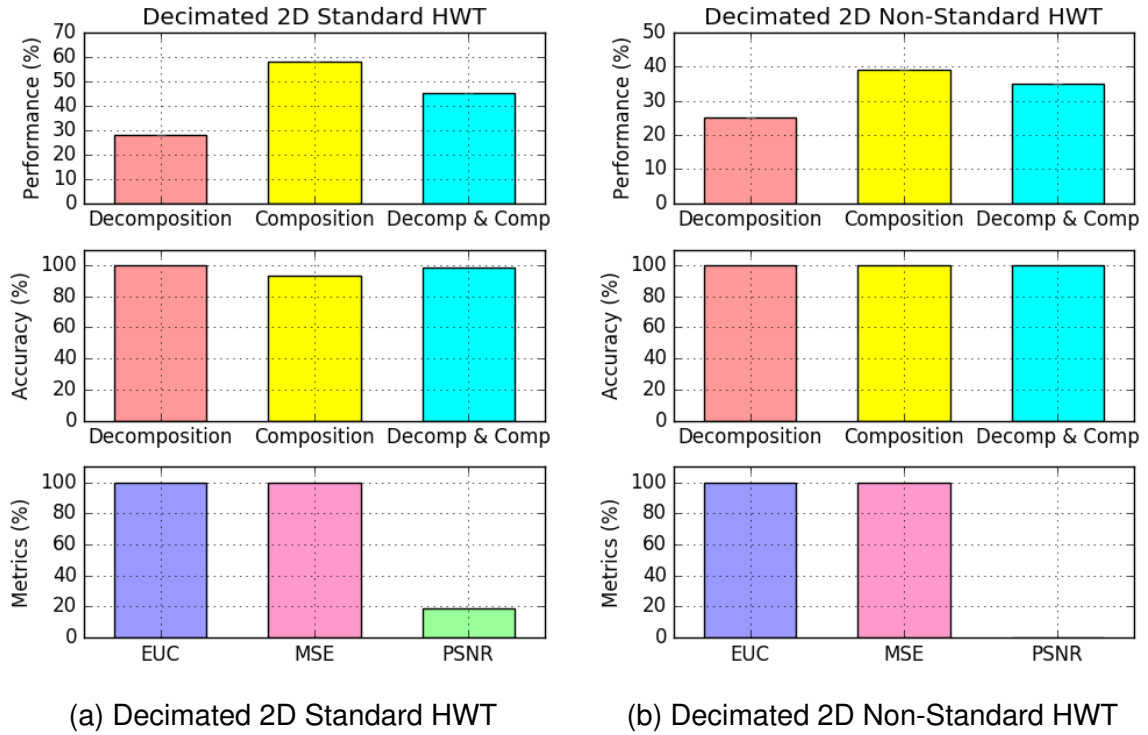 Decimated 2D Standard HWT
Performance (%)
70
60
50
40
30
20
10
0
Decomposition Composition Decomp & Comp
Accuracy (%)
100
80
60
40
20
0
Decomposition Composition Decomp & Comp
Metrics (%)
100
80
60
40
20
0
EUC MSE PSNR
(a) Decimated 2D Standard HWT
Decimated 2D Non-Standard HWT
Performance (%)
50
40
30
20
10
0
Decomposition Composition Decomp & Comp
Accuracy (%)
100
80
60
40
20
0
Decomposition Composition Decomp & Comp
Metrics (%)
100
80
60
40
20
0
EUC MSE PSNR
(b) Decimated 2D Non-Standard HWT